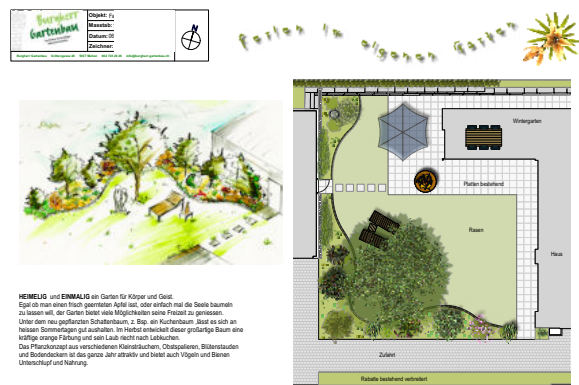 Burgherr
Gartenbau
Objekt: Fa
Masstab:
Datum: 08
Zeichner:
N
Ferien im eigenen Garten
Wintergarten
Platten bestehend
Rasen
Haus
Zufahrt
Rabatte bestehend verbreitert
HEIMELIG und EINMALIG ein Garten für Körper und Geist.
Egal ob man einen frisch geernteten Apfel isst, oder einfach mal die Seele baumeln
zu lassen will, der Garten bietet viele Möglichkeiten seine Freizeit zu geniessen.
Unter dem neu gepflanzten Schattenbaum, z. Bsp. ein Kuchenbaum ,lässt es sich an
heissen Sommertagen gut aushalten. Im Herbst entwickelt dieser großartige Baum eine
kräftige orange Färbung und sein Laub riecht nach Lebkuchen.
Das Pflanzkonzept aus verschiedenen Kleinsträuchern, Obstspalieren, Blütenstauden
und Bodendeckern ist das ganze Jahr attraktiv und bietet auch Vögeln und Bienen
Unterschlupf und Nahrung.